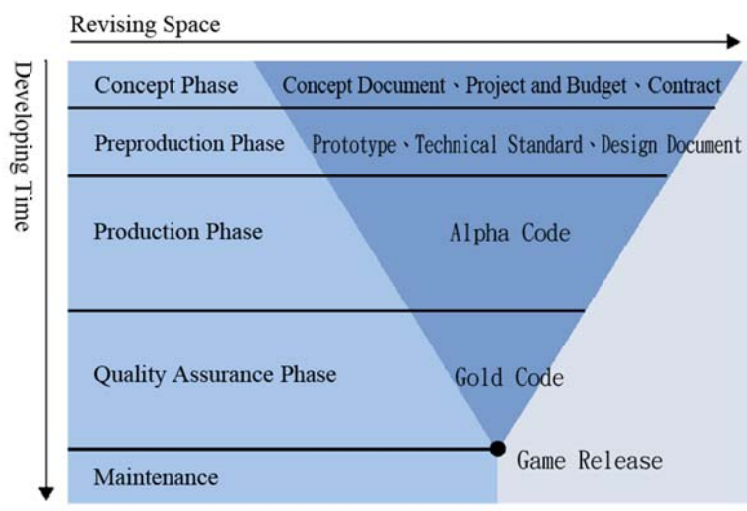 Revising Space
Developing Time
Concept Phase
Concept Document、Project and Budget、Contract
Preproduction Phase
Prototype、Technical Standard、Design Document
Production Phase
Alpha Code
Quality Assurance Phase
Gold Code
Game Release
Maintenance